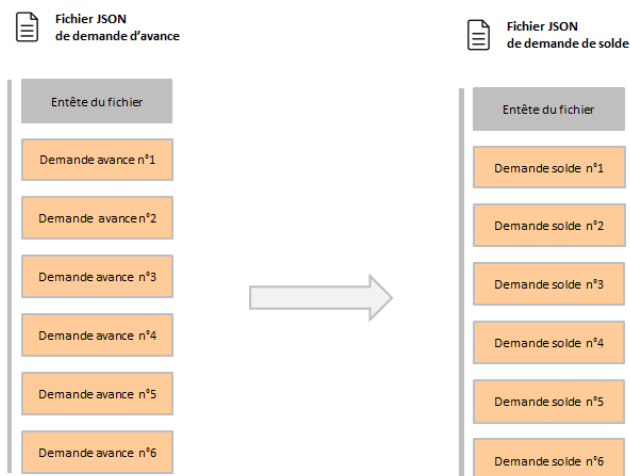 Fichier JSON
de demande d'avance
Entête du fichier
Demande avance n°1
Demande avance n°2
Demande avance n°3
Demande avance n°4
Demande avance n°5
Demande avance n°6
Fichier JSON
de demande de solde
Entête du fichier
Demande solde n°1
Demande solde n°2
Demande solde n°3
Demande solde n°4
Demande solde n°5
Demande solde n°6